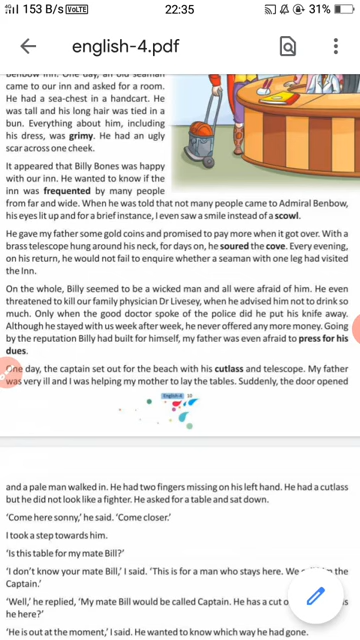 153 B/s VoLTE 22:35 31%
english-4.pdf
Benbow Inn. One day, an old seaman
came to our inn and asked for a room.
He had a sea-chest in a handcart. He
was tall and his long hair was tied in a
bun. Everything about him, including
his dress, was grimy. He had an ugly
scar across one cheek.
It appeared that Billy Bones was happy
with our inn. He wanted to know if the
inn was frequented by many people
from far and wide. When he was told that not many people came to Admiral Benbow,
his eyes lit up and for a brief instance, I even saw a smile instead of a scowl.
He gave my father some gold coins and promised to pay more when it got over. With a
brass telescope hung around his neck, for days on, he soured the cove. Every evening,
on his return, he would not fail to enquire whether a seaman with one leg had visited
the Inn.
On the whole, Billy seemed to be a wicked man and all were afraid of him. He even
threatened to kill our family physician Dr Livesey, when he advised him not to drink so
much. Only when the good doctor spoke of the police did he put his knife away.
Although he stayed with us week after week, he never offered any more money. Going
by the reputation Billy had built for himself, my father was even afraid to press for his
dues.
One day, the captain set out for the beach with his cutlass and telescope. My father
was very ill and I was helping my mother to lay the tables. Suddenly, the door opened
English-4 10
and a pale man walked in. He had two fingers missing on his left hand. He had a cutlass
but he did not look like a fighter. He asked for a table and sat down.
‘Come here sonny,’ he said. ‘Come closer.’
I took a step towards him.
‘Is this table for my mate Bill?’
‘I don’t know your mate Bill,’ I said. ‘This is for a man who stays here. We the
Captain.’
‘Well,’ he replied, ‘My mate Bill would be called Captain. He has a cut o s
he here?’
‘He is out at the moment,’ I said. He wanted to know which way he had gone.